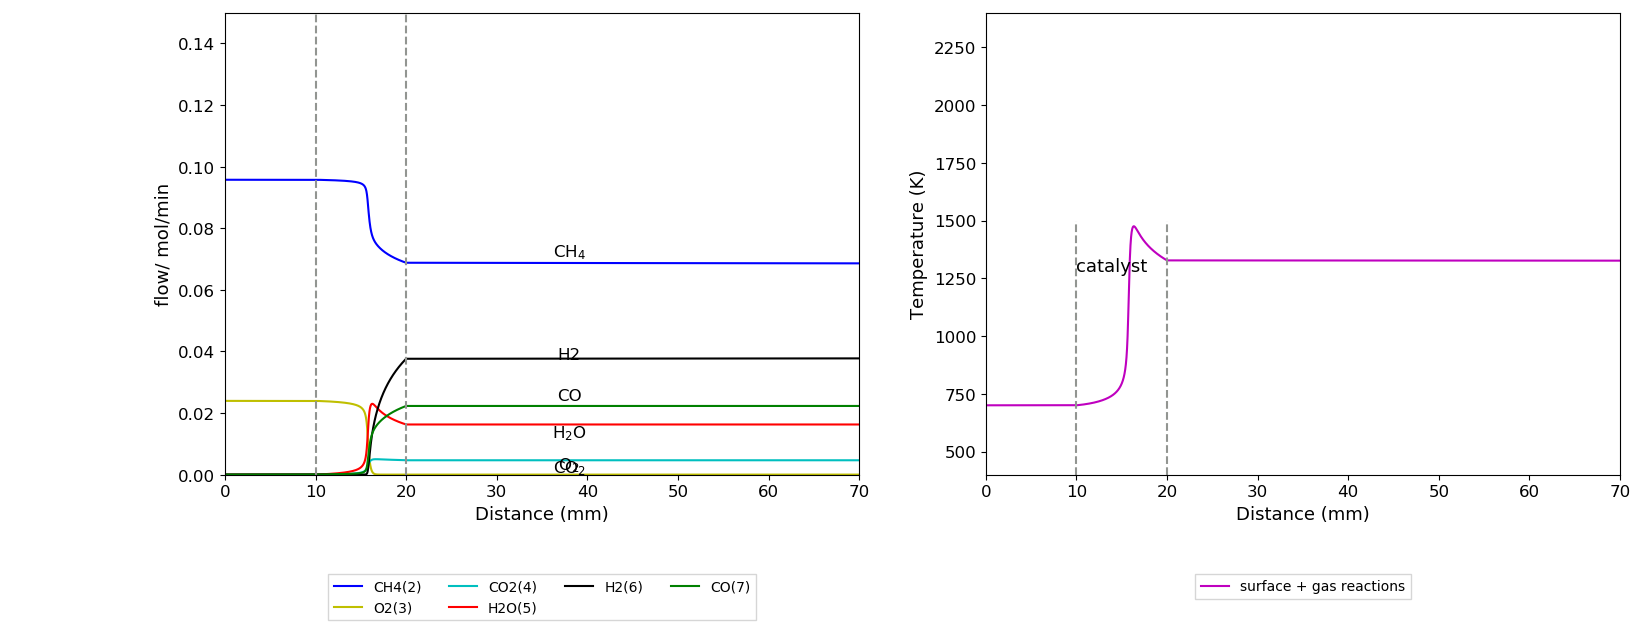 0.14
0.12
0.10
0.08
0.06
0.04
0.02
0.00
flow/ mol/min
CH₄
H2
CO
H₂O
O₂
CO₂
0 10 20 30 40 50 60 70
Distance (mm)
CH4(2) CO2(4) H2(6) CO(7)
O2(3) H2O(5)
2250
2000
1750
1500
1250
1000
750
500
Temperature (K)
catalyst
0 10 20 30 40 50 60 70
Distance (mm)
surface + gas reactions